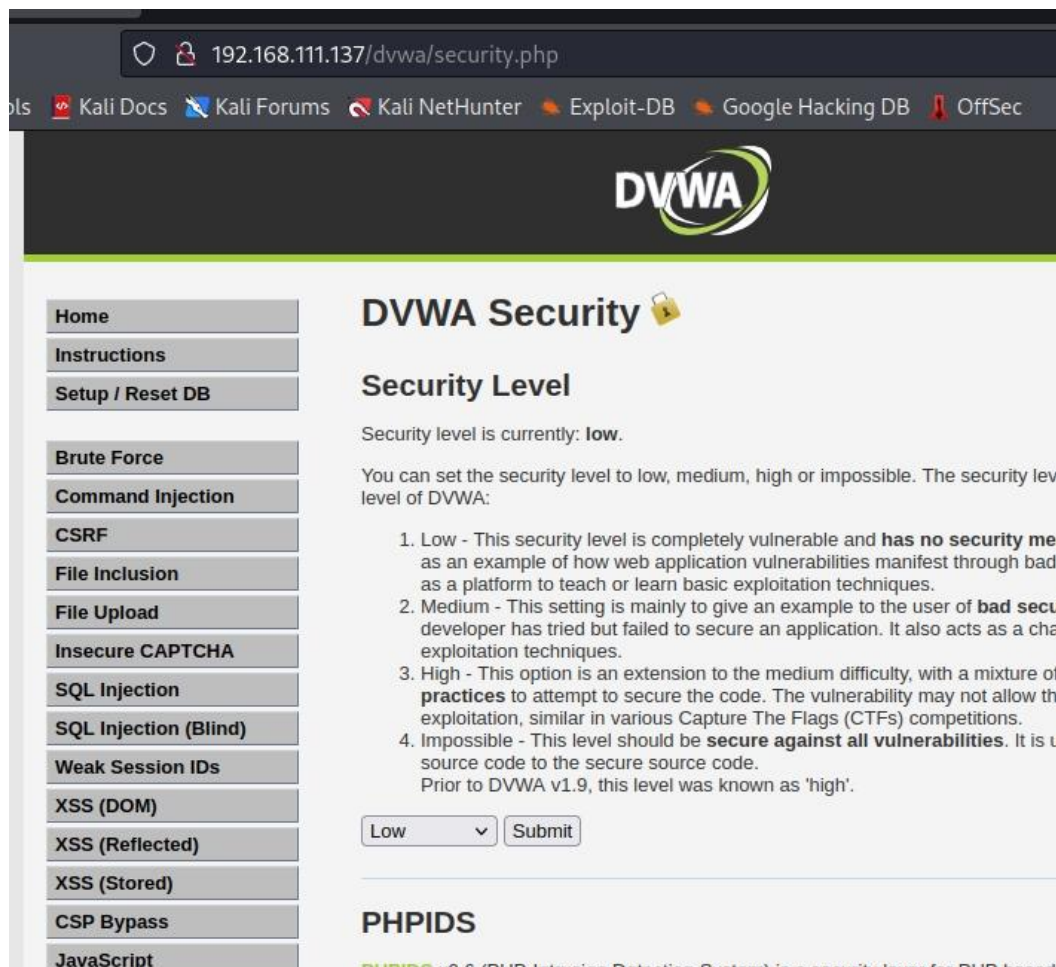 192.168.111.137/dvwa/security.php
Kali Docs Kali Forums Kali NetHunter Exploit-DB Google Hacking DB OffSec
DVWA
Home
Instructions
Setup / Reset DB
Brute Force
Command Injection
CSRF
File Inclusion
File Upload
Insecure CAPTCHA
SQL Injection
SQL Injection (Blind)
Weak Session IDs
XSS (DOM)
XSS (Reflected)
XSS (Stored)
CSP Bypass
JavaScript
DVWA Security
Security Level
Security level is currently: low.
You can set the security level to low, medium, high or impossible. The security
level of DVWA:
1. Low - This security level is completely vulnerable and has no security
as an example of how web application vulnerabilities manifest through bad
as a platform to teach or learn basic exploitation techniques.
2. Medium - This setting is mainly to give an example to the user of bad
developer has tried but failed to secure an application. It also acts as a
exploitation techniques.
3. High - This option is an extension to the medium difficulty, with a mixture of
practices to attempt to secure the code. The vulnerability may not allow
exploitation, similar in various Capture The Flags (CTFs) competitions.
4. Impossible - This level should be secure against all vulnerabilities. It is
source code to the secure source code.
Prior to DVWA v1.9, this level was known as 'high'.
Low Submit
PHPIDS